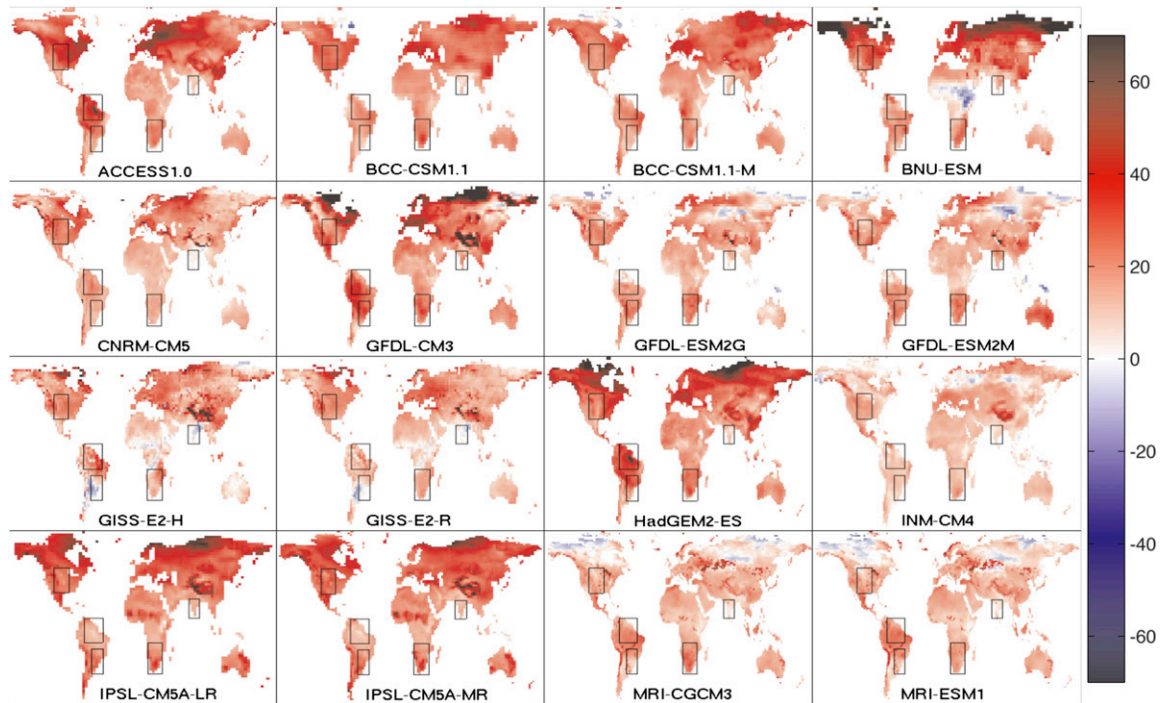 ACCESS1.0
BCC-CSM1.1
BCC-CSM1.1-M
BNU-ESM
CNRM-CM5
GFDL-CM3
GFDL-ESM2G
GFDL-ESM2M
GISS-E2-H
GISS-E2-R
HadGEM2-ES
INM-CM4
IPSL-CM5A-LR
IPSL-CM5A-MR
MRI-CGCM3
MRI-ESM1
60
40
20
0
-20
-40
-60